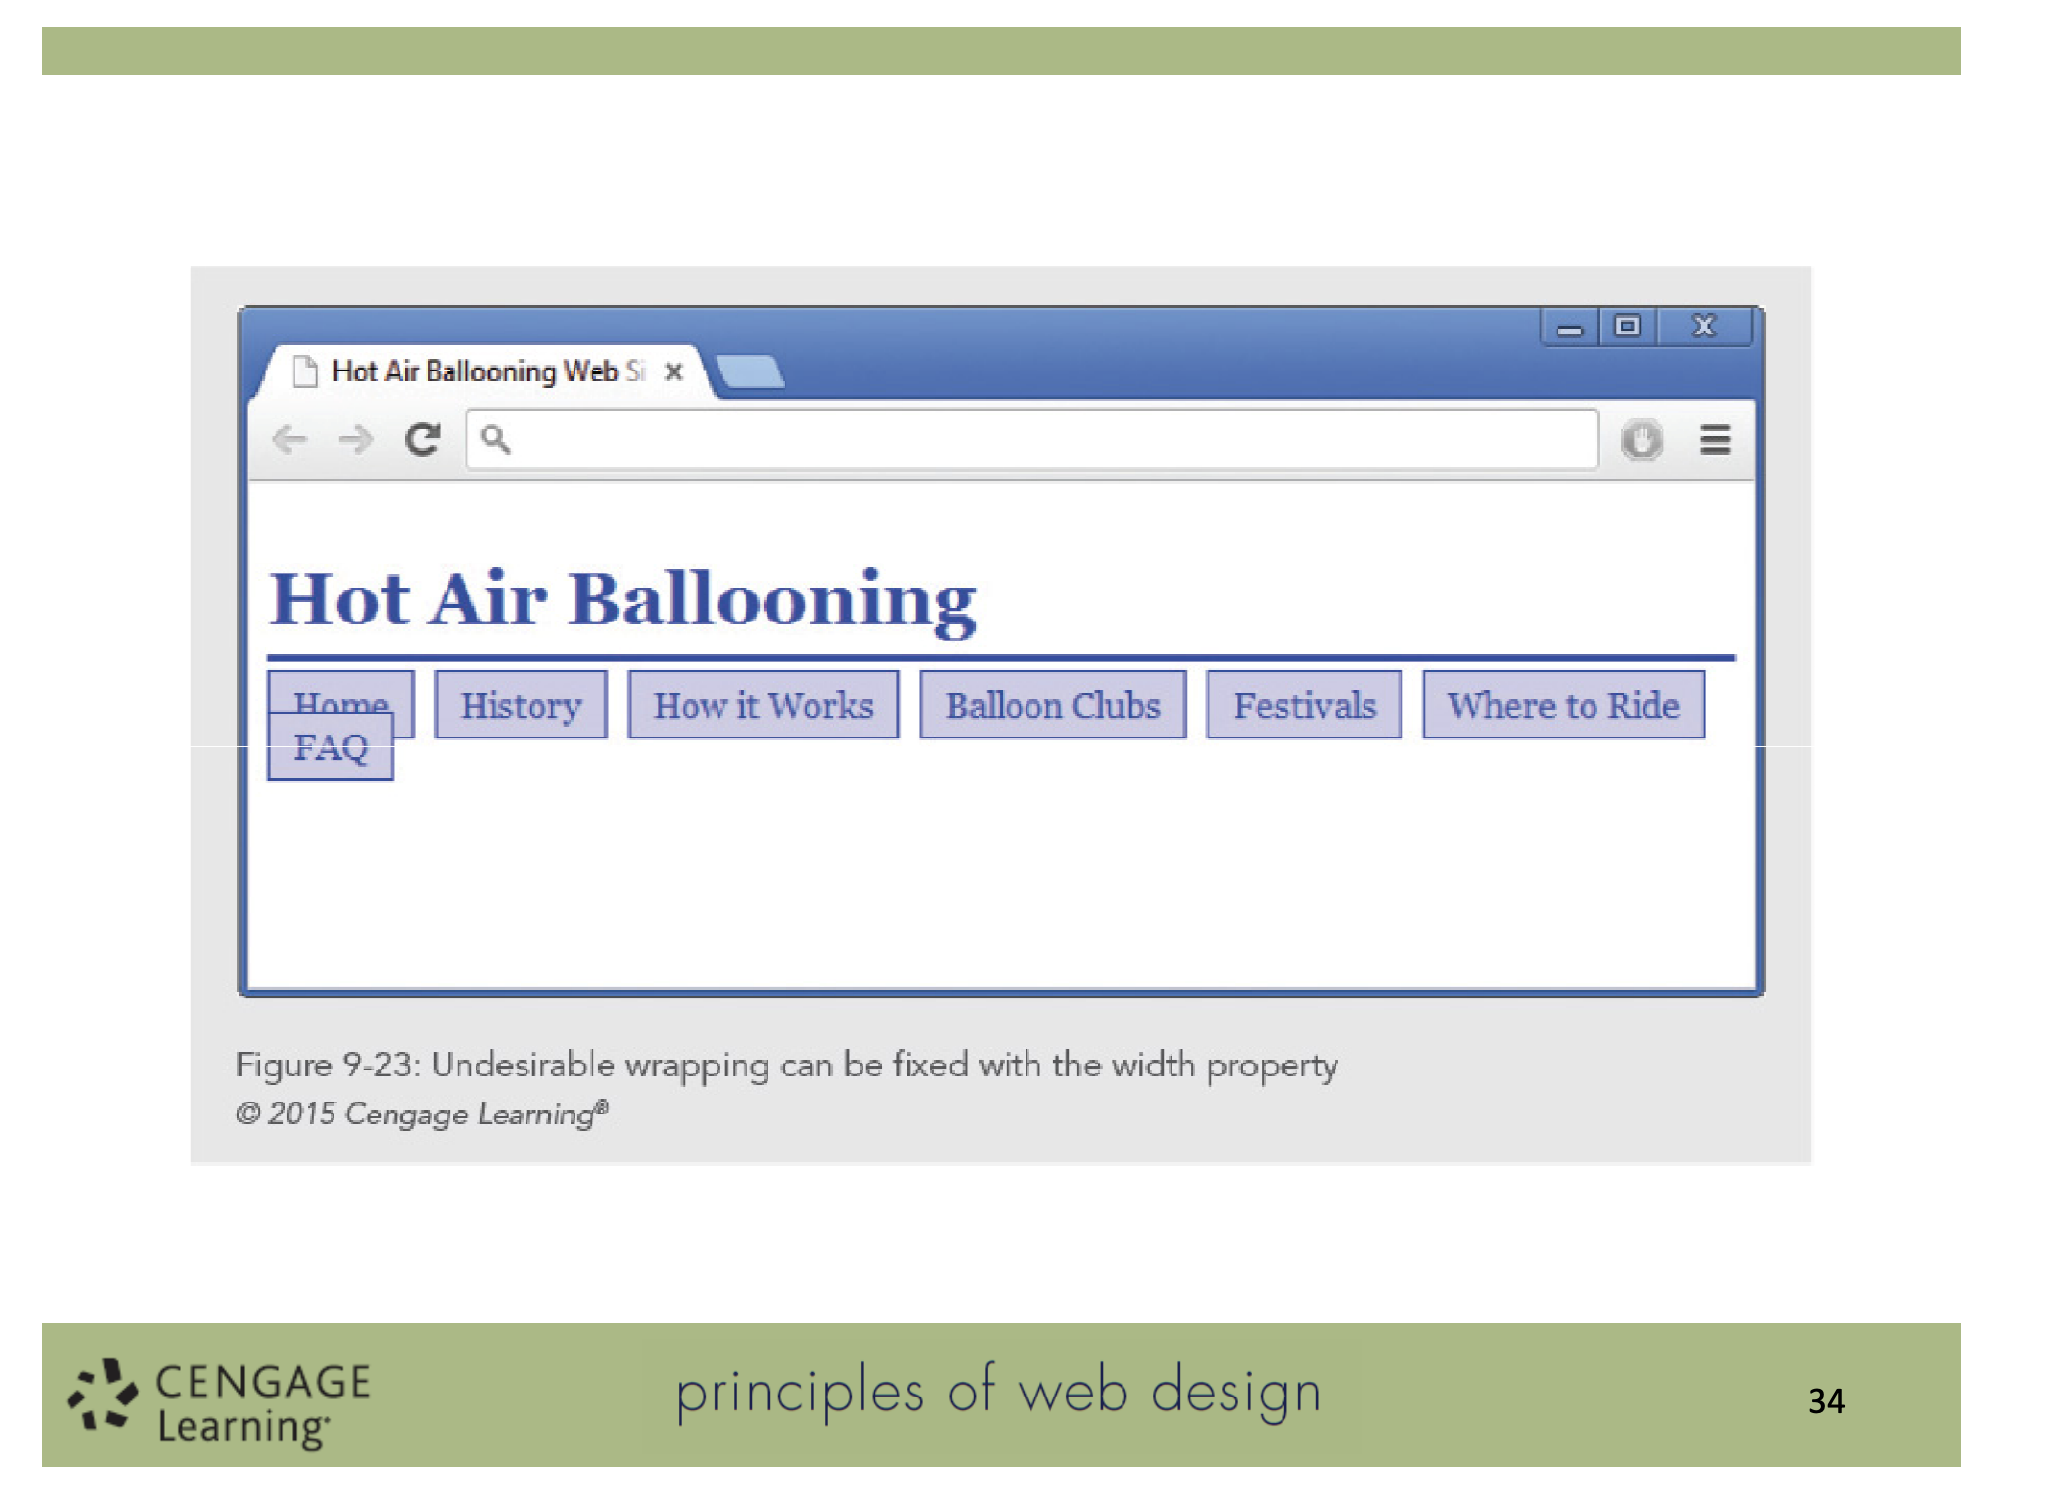 Hot Air Ballooning Web Si
Hot Air Ballooning
Home History How it Works Balloon Clubs Festivals Where to Ride
FAQ
Figure 9-23: Undesirable wrapping can be fixed with the width property
© 2015 Cengage Learning®
CENGAGE
Learning
principles of web design
34